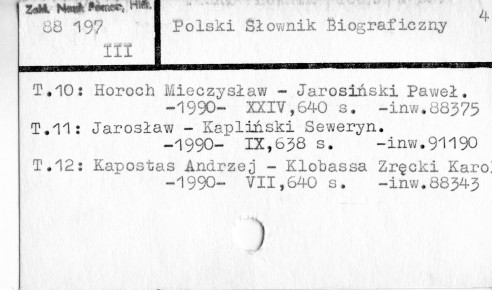 Zakł. Nauk Pomoc. Hist.
88 197
III
Polski Słownik Biograficzny
4
T.10: Horoch Mieczysław - Jarosiński Paweł.
-1990- XXIV,640 s. -inw.88375
T.11: Jarosław - Kapliński Seweryn.
-1990- IX,638 s. -inw.91190
T.12: Kapostas Andrzej - Klobassa Zręcki Karol
-1990- VII,640 s. -inw.88343